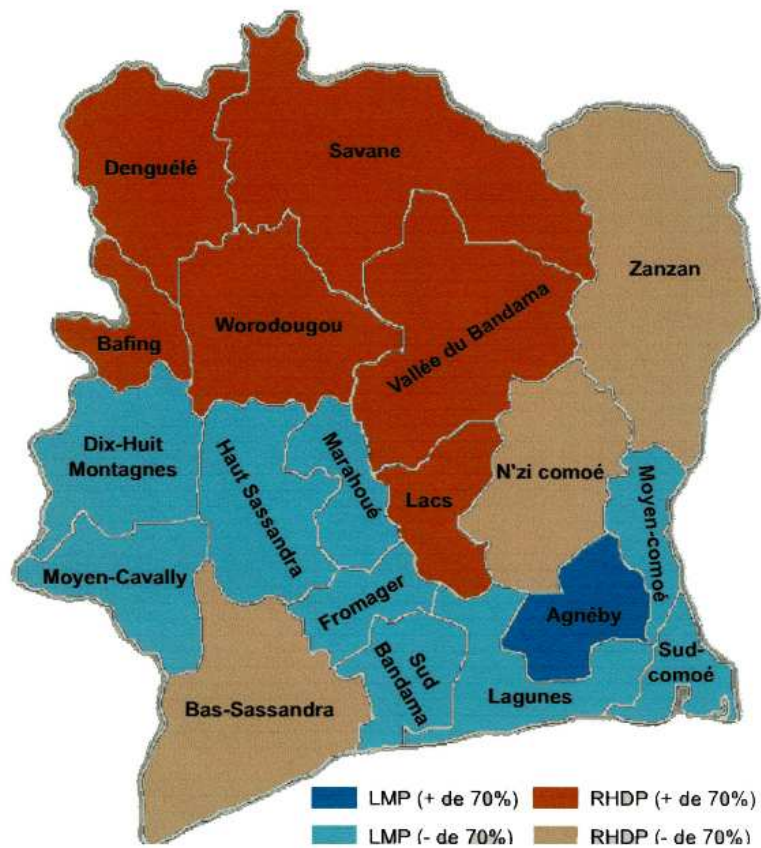 Denguélé
Savane
Zanzan
Worodougou
Bafing
Vallée du Bandama
Dix-Huit
Montagnes
Haut Sassandra
Marahoué
Lacs
N'zi comoé
Moyen-comoé
Moyen-Cavally
Fromager
Agnéby
Sud
Bandama
Sud-
comoé
Lagunes
Bas-Sassandra
LMP (+ de 70%)
RHDP (+ de 70%)
LMP (- de 70%)
RHDP (- de 70%)